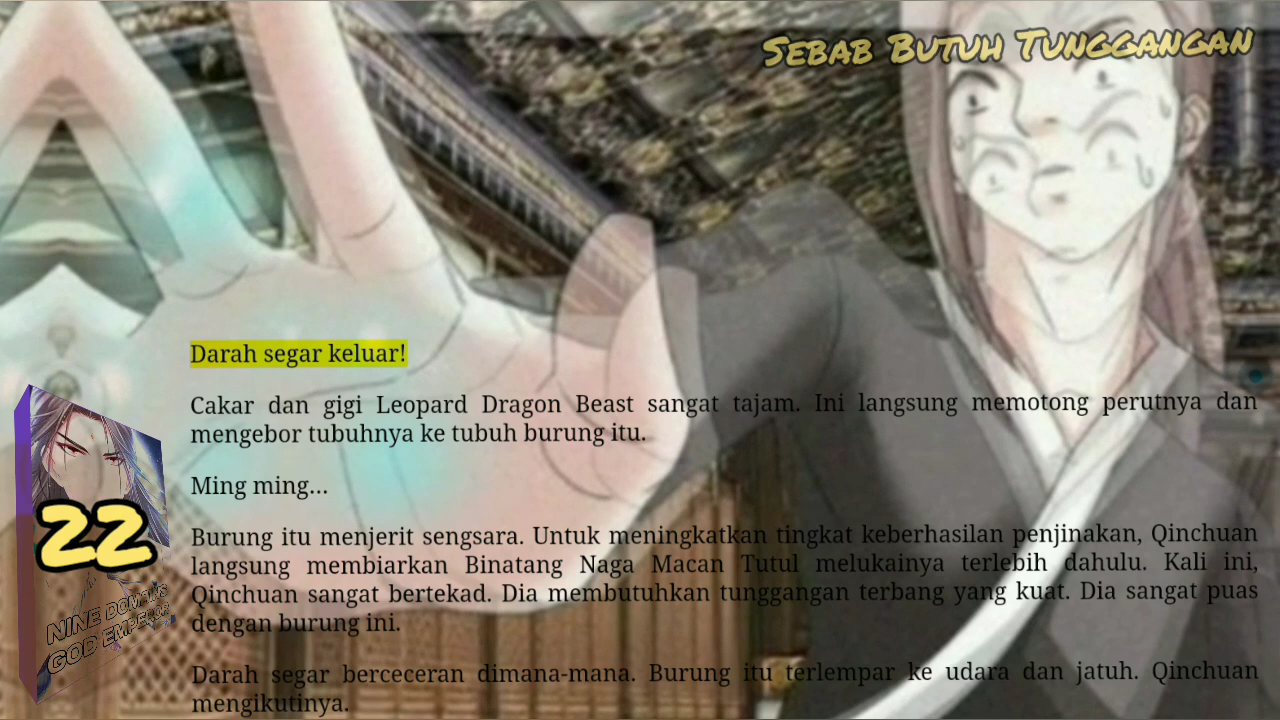 SEBAB BUTUH TUNGGANGAN
Darah segar keluar!
Cakar dan gigi Leopard Dragon Beast sangat tajam. Ini langsung memotong perutnya dan
mengebor tubuhnya ke tubuh burung itu.
Ming ming...
Burung itu menjerit sengsara. Untuk meningkatkan tingkat keberhasilan penjinakan, Qinchuan
langsung membiarkan Binatang Naga Macan Tutul melukainya terlebih dahulu. Kali ini,
Qinchuan sangat bertekad. Dia membutuhkan tunggangan terbang yang kuat. Dia sangat puas
dengan burung ini.
Darah segar berceceran dimana-mana. Burung itu terlempar ke udara dan jatuh. Qinchuan
mengikutinya.
22
NINE DOMAINS
GOD EMPEROR